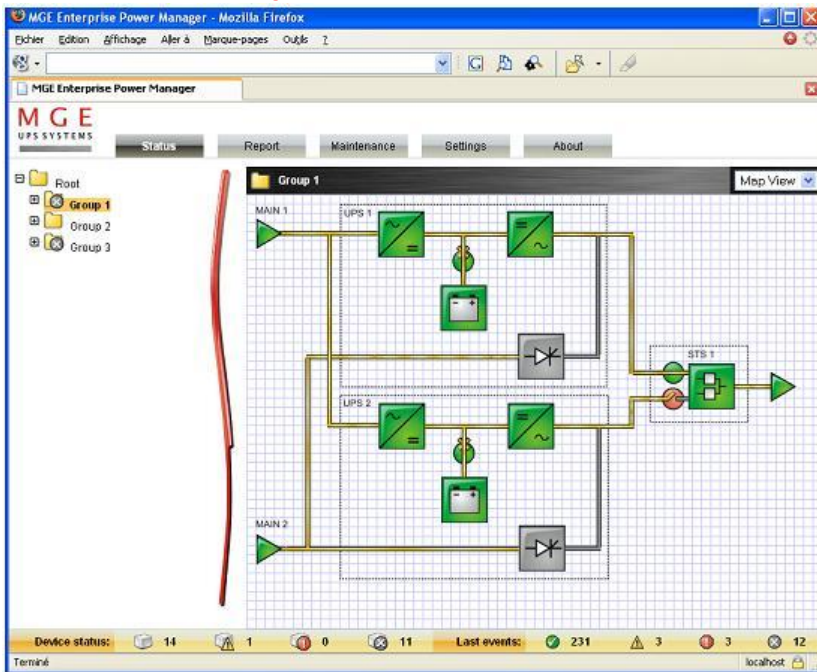 MGE Enterprise Power Manager - Mozilla Firefox
Fichier Edition Affichage Aller à Marque-pages Outils ?
G
MGE Enterprise Power Manager
MGE
UPS SYSTEMS
Status Report Maintenance Settings About
Root
Group 1
Group 2
Group 3
Group 1 Map View
MAIN 1
UPS 1
STS 1
UPS 2
MAIN 2
Device status: 14 1 0 11 Last events: 231 3 3 12
Terminé localhost